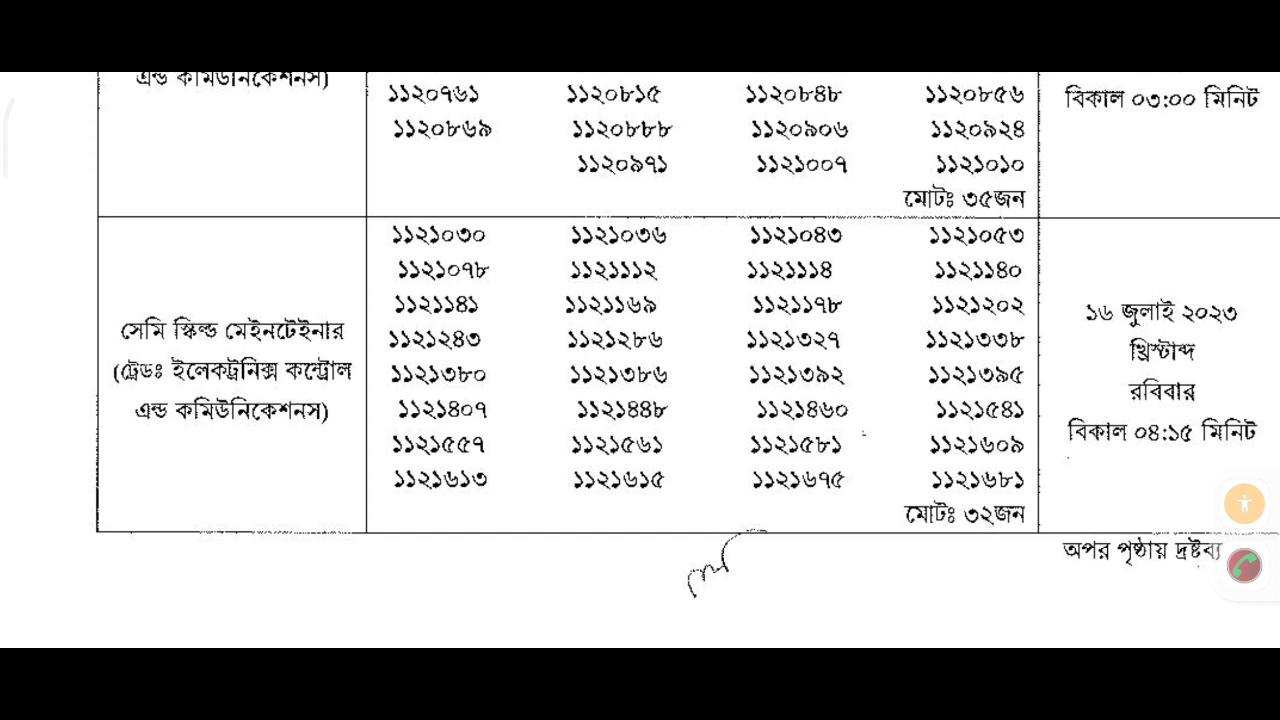 এন্ড কমিউনিকেশনস)
১১২০৭৬১ ১১২০৮১৫ ১১২০৮৪৮ ১১২০৮৫৬
১১২০৮৬৯ ১১২০৮৮৮ ১১২০৯০৬ ১১২০৯২৪
১১২০৯৭১ ১১২১০০৭ ১১২১০১০
মোটঃ ৩৫জন
বিকাল ০৩:০০ মিনিট
সেমি স্কিল্ড মেইনটেইনার
(ট্রেডঃ ইলেকট্রনিক্স কন্ট্রোল
এন্ড কমিউনিকেশনস)
১১২১০৩০ ১১২১০৩৬ ১১২১০৪৩ ১১২১০৫৩
১১২১০৭৮ ১১২১১১২ ১১২১১১৪ ১১২১১৪০
১১২১১৪১ ১১২১১৬৯ ১১২১১৭৮ ১১২১২০২
১১২১২৪৩ ১১২১২৮৬ ১১২১৩২৭ ১১২১৩৩৮
১১২১৩৮০ ১১২১৩৮৬ ১১২১৩৯২ ১১২১৩৯৫
১১২১৪০৭ ১১২১৪৪৮ ১১২১৪৬০ ১১২১৫৪১
১১২১৫৫৭ ১১২১৫৬১ ১১২১৫৮১ ১১২১৬০৯
১১২১৬১৩ ১১২১৬১৫ ১১২১৬৭৫ ১১২১৬৮১
মোটঃ ৩২জন
১৬ জুলাই ২০২৩
খ্রিস্টাব্দ
রবিবার
বিকাল ০৪:১৫ মিনিট
অপর পৃষ্ঠায় দ্রষ্টব্য